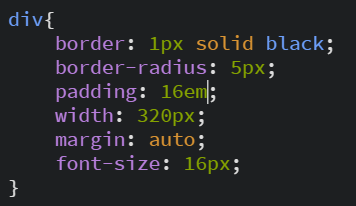 div{
    border: 1px solid black;
    border-radius: 5px;
    padding: 16em;
    width: 320px;
    margin: auto;
    font-size: 16px;
}